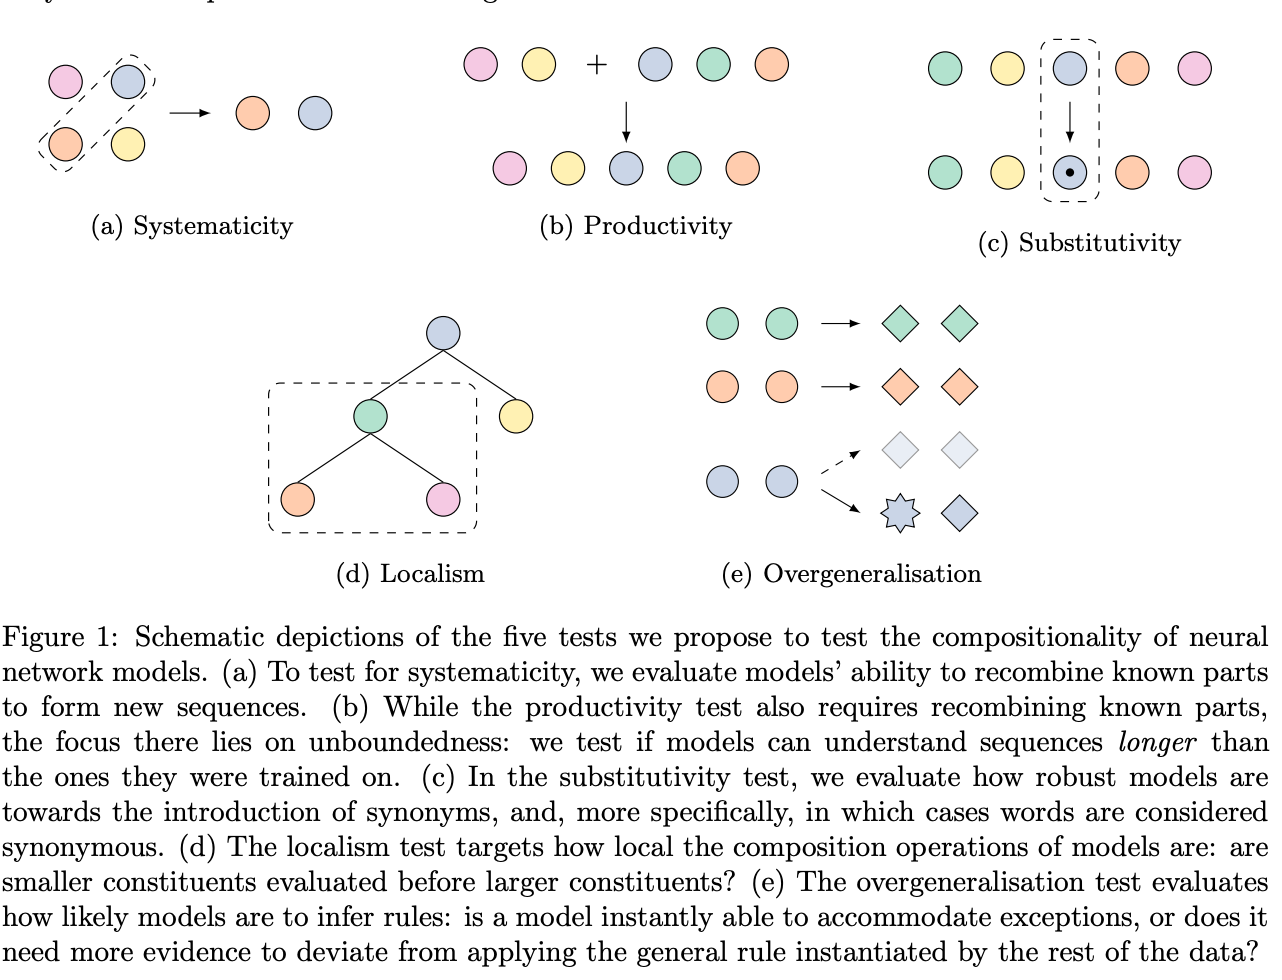 (a) Systematicity
(b) Productivity
(c) Substitutivity
(d) Localism
(e) Overgeneralisation
Figure 1: Schematic depictions of the five tests we propose to test the compositionality of neural
network models. (a) To test for systematicity, we evaluate models’ ability to recombine known parts
to form new sequences. (b) While the productivity test also requires recombining known parts,
the focus there lies on unboundedness: we test if models can understand sequences longer than
the ones they were trained on. (c) In the substitutivity test, we evaluate how robust models are
towards the introduction of synonyms, and, more specifically, in which cases words are considered
synonymous. (d) The localism test targets how local the composition operations of models are: are
smaller constituents evaluated before larger constituents? (e) The overgeneralisation test evaluates
how likely models are to infer rules: is a model instantly able to accommodate exceptions, or does it
need more evidence to deviate from applying the general rule instantiated by the rest of the data?